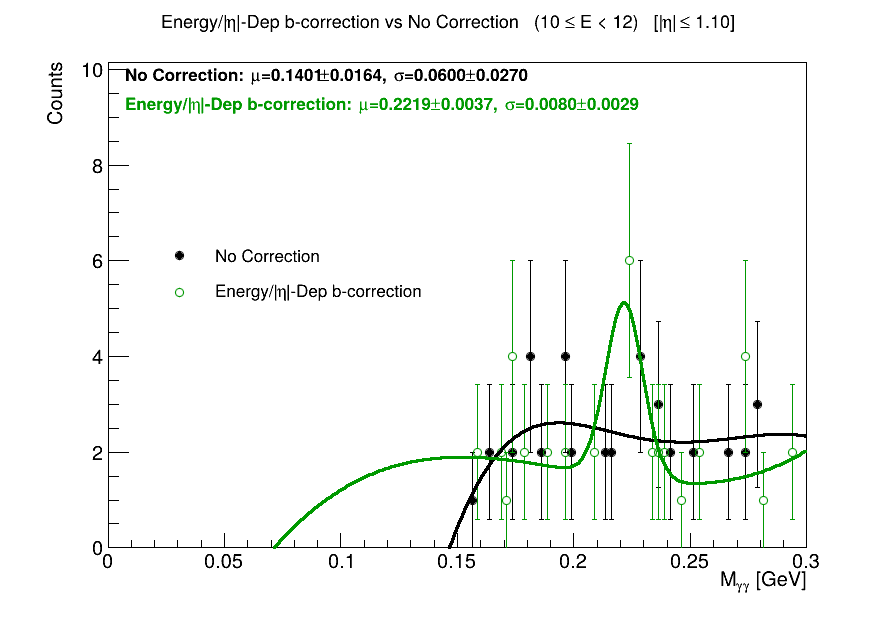 Energy/|η|-Dep b-correction vs No Correction (10 ≤ E < 12) [|η| ≤ 1.10]
No Correction: μ=0.1401±0.0164, σ=0.0600±0.0270
Energy/|η|-Dep b-correction: μ=0.2219±0.0037, σ=0.0080±0.0029
Counts
10
8
6
4
2
0
No Correction
Energy/|η|-Dep b-correction
0 0.05 0.1 0.15 0.2 0.25 0.3
Mγγ [GeV]